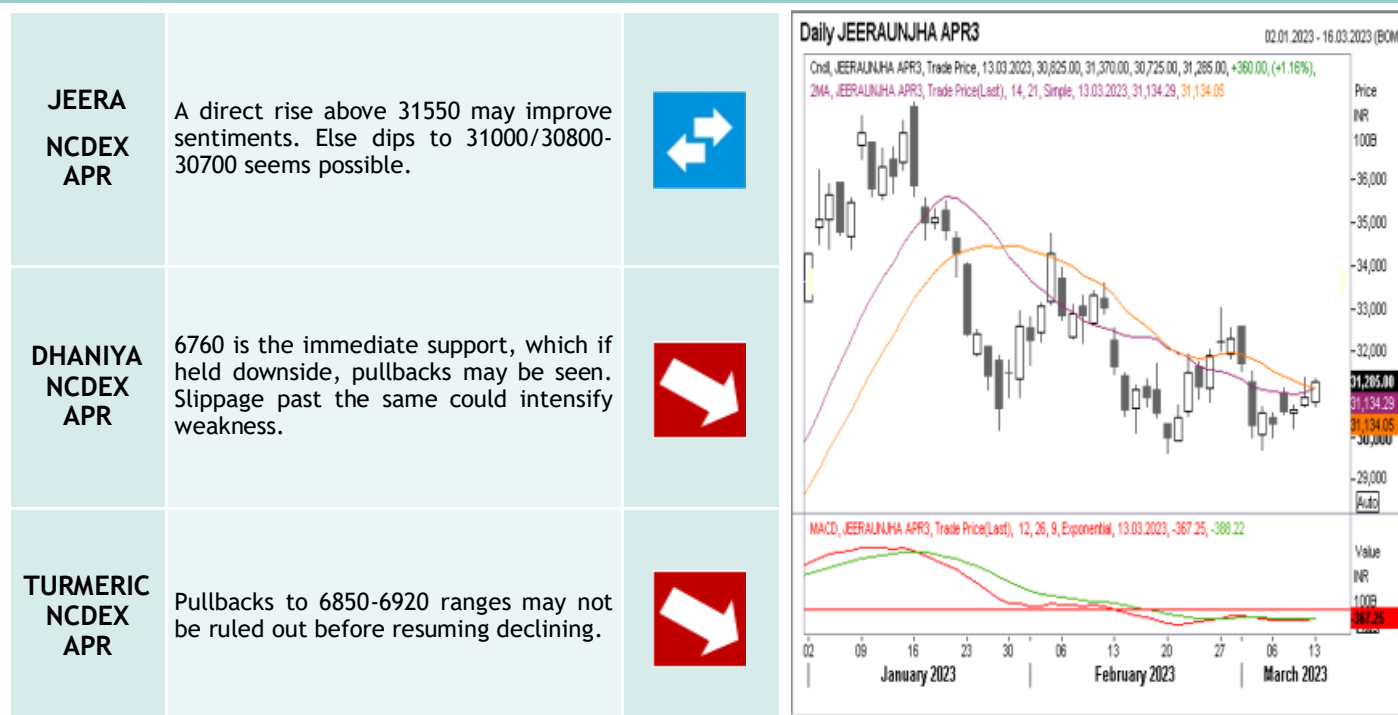 JEERA
NCDEX
APR
A direct rise above 31550 may improve
sentiments. Else dips to 31000/30800-
30700 seems possible.
DHANIYA
NCDEX
APR
6760 is the immediate support, which if
held downside, pullbacks may be seen.
Slippage past the same could intensify
weakness.
TURMERIC
NCDEX
APR
Pullbacks to 6850-6920 ranges may not
be ruled out before resuming declining.
Daily JEERAUNJHA APR3
02.01.2023 - 16.03.2023 (BOM
Cndl, JEERAUNJHA APR3, Trade Price, 13.03.2023, 30,825.00, 31,370.00, 30,725.00, 31,285.00, +360.00, (+1.16%),
2MA, JEERAUNJHA APR3, Trade Price(Last), 14, 21, Simple, 13.03.2023, 31,134.29, 31,134.05
Price
INR
100B
36,000
35,000
34,000
33,000
32,000
31,285.00
31,134.29
31,134.05
30,000
29,000
Auto
MACD, JEERAUNJHA APR3, Trade Price(Last), 12, 26, 9, Exponential, 13.03.2023, -367.25, -388.22
Value
INR
100B
-367.25
02 09 16 23 30 06 13 20 27 06 13
January 2023 February 2023 March 2023